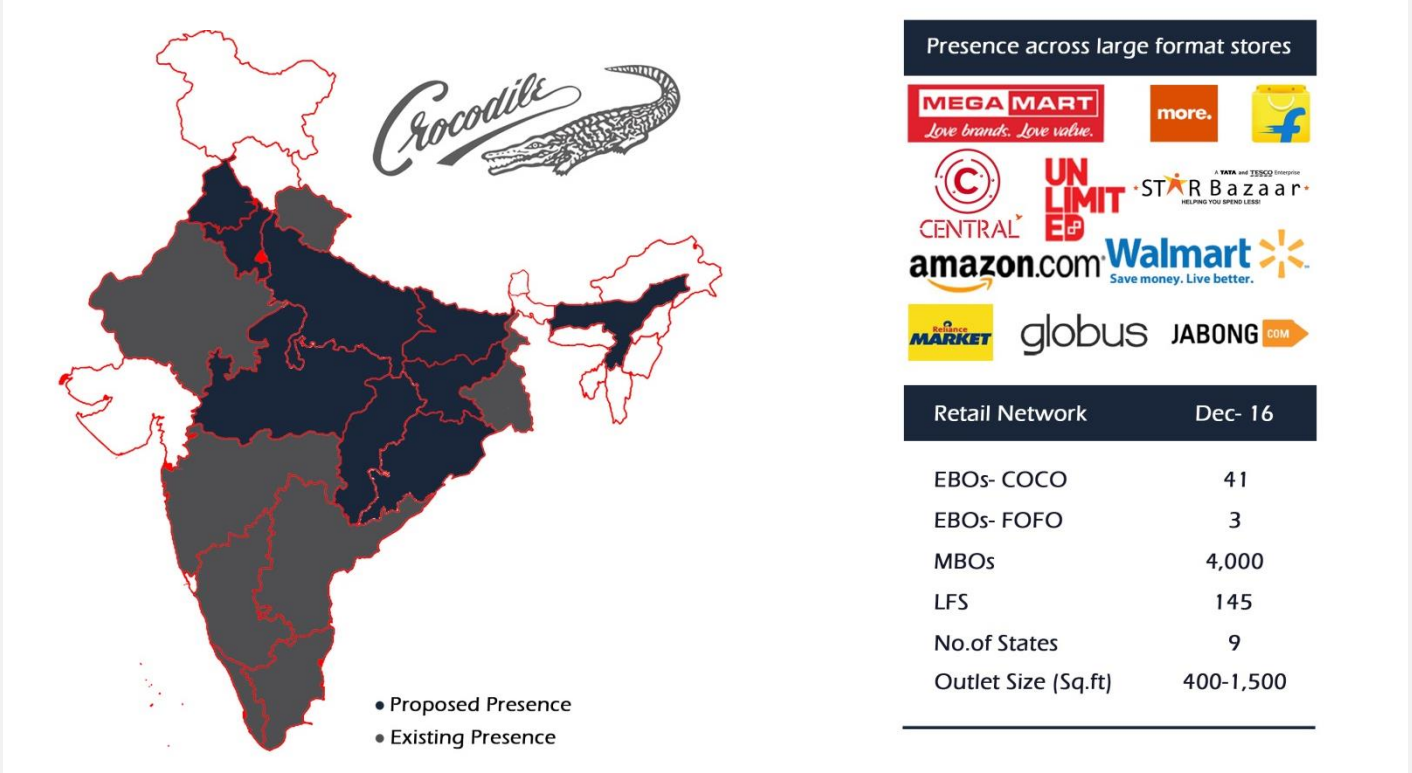 Crocodile
Proposed Presence
Existing Presence
Presence across large format stores
MEGA MART
Love brands. Love value.
more.
f
C
CENTRAL
UN
LIMIT
ED
A TATA and TESCO Enterprise
STAR Bazaar
HELPING YOU SPEND LESS!
amazon.com
Walmart
Save money. Live better.
Reliance
MARKET
globus
JABONG COM
Retail Network Dec- 16
EBOs- COCO 41
EBOs- FOFO 3
MBOs 4,000
LFS 145
No.of States 9
Outlet Size (Sq.ft) 400-1,500